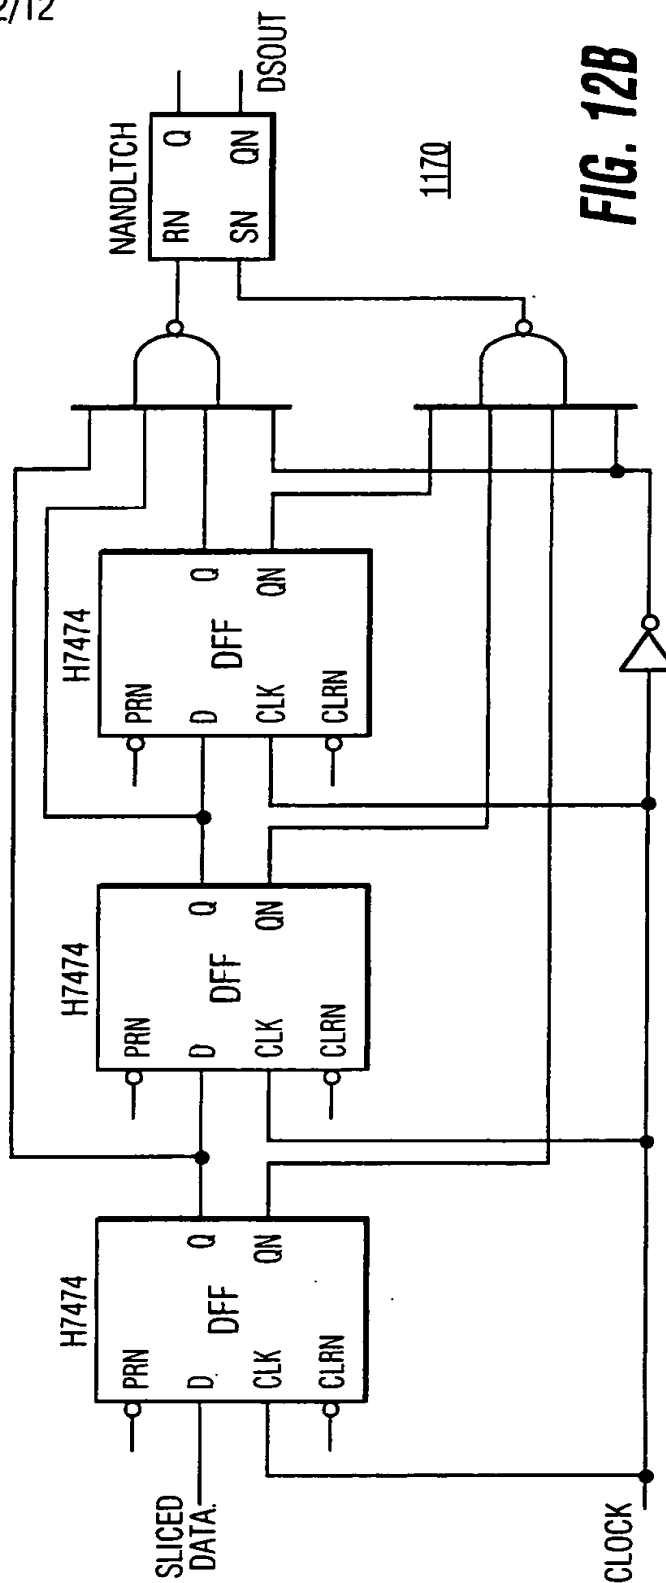 2/12
SLICED
DATA.
CLOCK
H7474
PRN
D
CLK
CLRN
DFF
Q
QN
H7474
PRN
D
CLK
CLRN
DFF
Q
QN
H7474
PRN
D
CLK
CLRN
DFF
Q
QN
NANDLTCH
RN
SN
Q
QN
DSOUT
1170
FIG. 12B